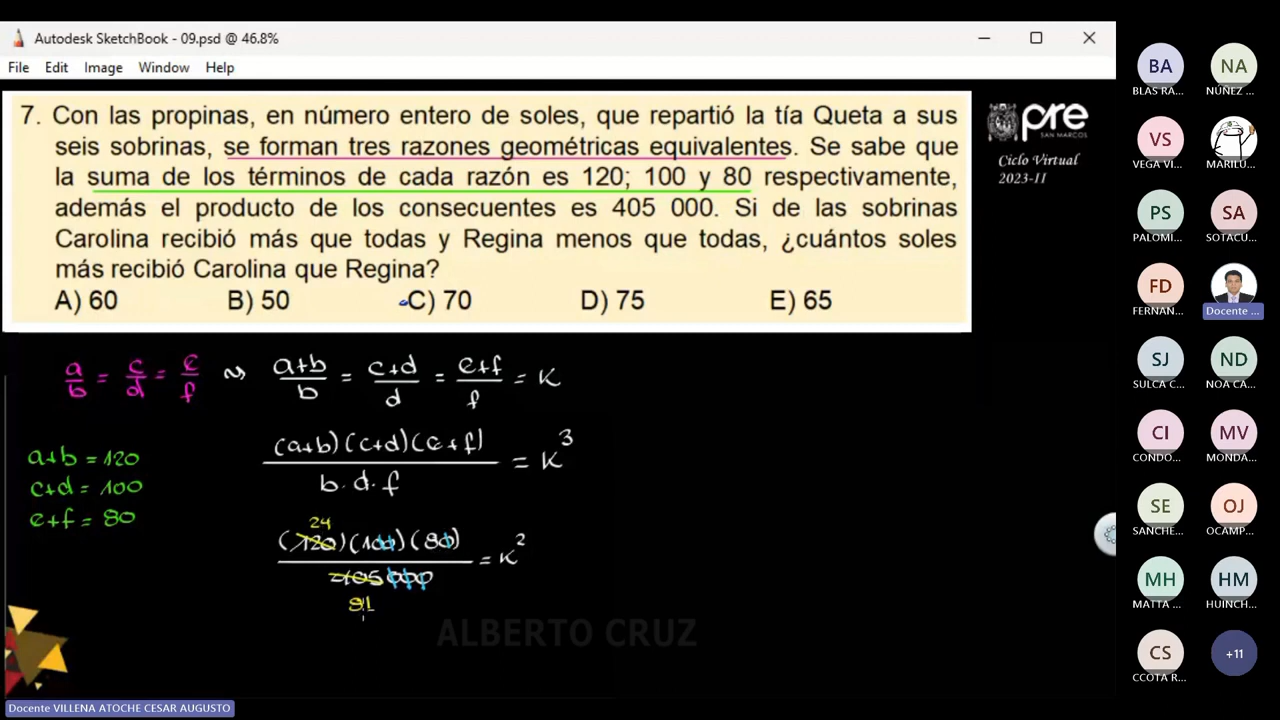 Autodesk SketchBook - 09.psd @ 46.8%
File Edit Image Window Help
7. Con las propinas, en número entero de soles, que repartió la tía Queta a sus
seis sobrinas, se forman tres razones geométricas equivalentes. Se sabe que
la suma de los términos de cada razón es 120; 100 y 80 respectivamente,
además el producto de los consecuentes es 405 000. Si de las sobrinas
Carolina recibió más que todas y Regina menos que todas, ¿cuántos soles
más recibió Carolina que Regina?
A) 60 B) 50 C) 70 D) 75 E) 65
pre
SAN MARCOS
Ciclo Virtual
2023-II
a/b = c/d = e/f ~> a+b/b = c+d/d = e+f/f = K
a+b = 120
c+d = 100
e+f = 80
(a+b)(c+d)(e+f)/b.d.f = K^3
24
(120)(100)(80)/405000 = K^2
81
ALBERTO CRUZ
Docente VILLENA ATOCHE CESAR AUGUSTO
BA NA
BLAS RA... NÚÑEZ ...
VS
VEGA VI... MARILU...
PS SA
PALOMI... SOTACU...
FD
FERNAN... Docente ...
SJ ND
SULCA C... NOA CA...
CI MV
CONDO... MONDA...
SE OJ
SANCHE... OCAMP...
MH HM
MATTA ... HUINCH...
CS +11
CCOTA R...